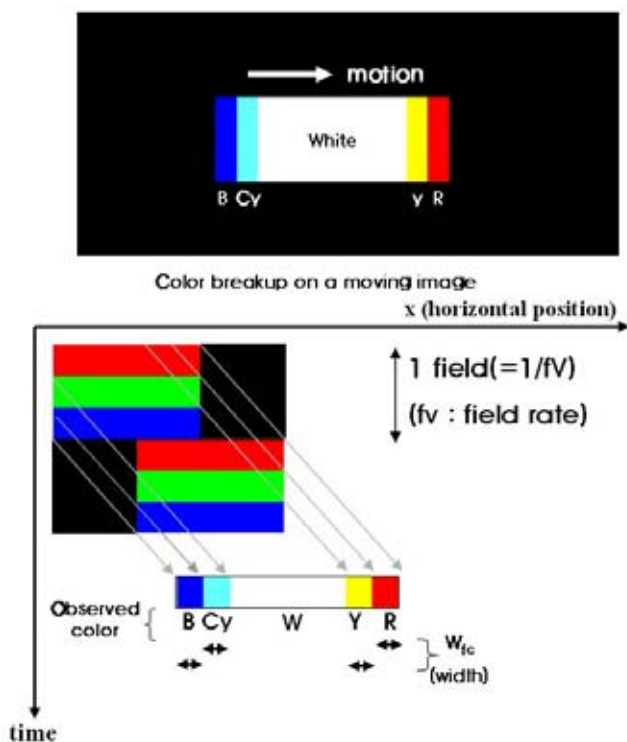 motion
White
B Cy y R
Color breakup on a moving image
x (horizontal position)
1 field(=1/fV)
(fv : field rate)
Observed
color
B Cy W Y R
Wfc
(width)
time